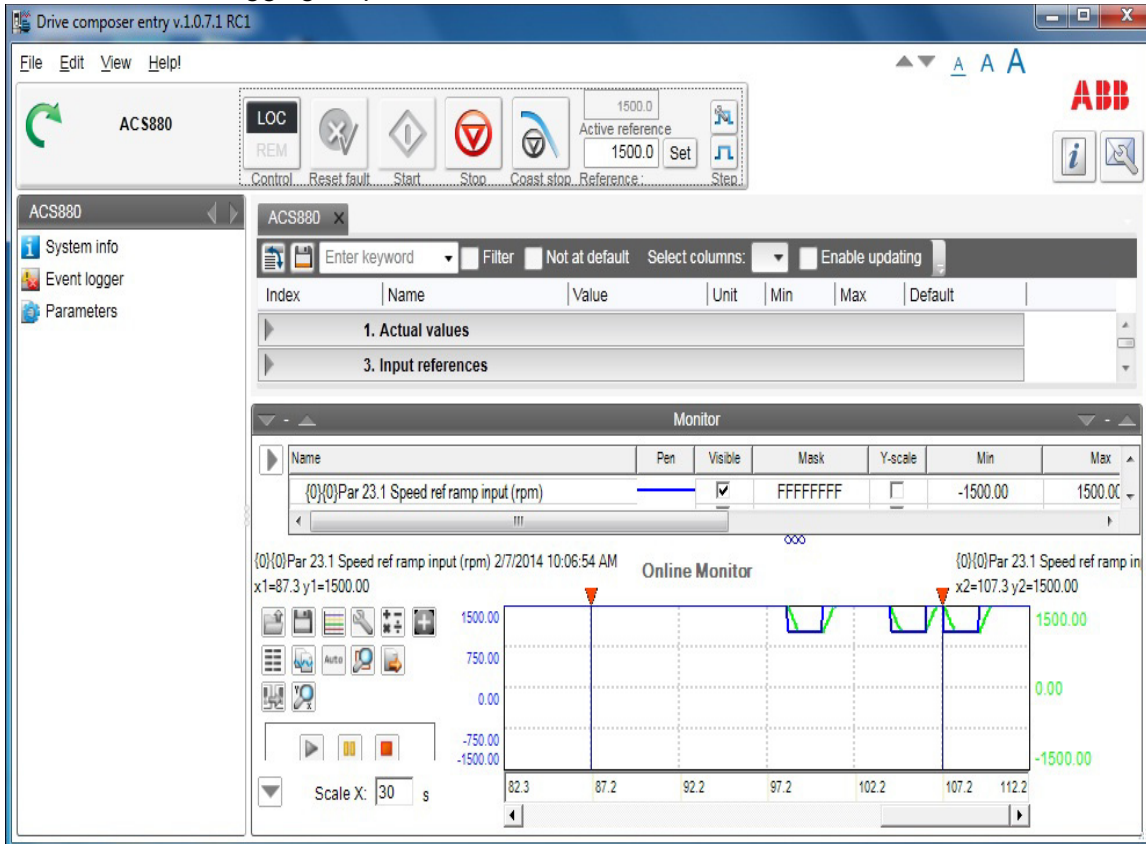 Drive composer entry v.1.0.7.1 RC1
File Edit View Help!
A A A
ABB
ACS880
LOC
REM
Control
Reset fault
Start
Stop
Coast stop
1500.0
Active reference
1500.0 Set
Reference :
Step
i
ACS880
System info
Event logger
Parameters
ACS880 X
Enter keyword Filter Not at default Select columns: Enable updating
Index Name Value Unit Min Max Default
1. Actual values
3. Input references
Monitor
Name Pen Visible Mask Y-scale Min Max
{0}{0}Par 23.1 Speed ref ramp input (rpm) FFFFFFFF -1500.00 1500.00
{0}{0}Par 23.1 Speed ref ramp input (rpm) 2/7/2014 10:06:54 AM
x1=87.3 y1=1500.00
Online Monitor
{0}{0}Par 23.1 Speed ref ramp in
x2=107.3 y2=1500.00
Auto
1500.00
750.00
0.00
-750.00
-1500.00
1500.00
0.00
-1500.00
82.3 87.2 92.2 97.2 102.2 107.2 112.2
Scale X: 30 s